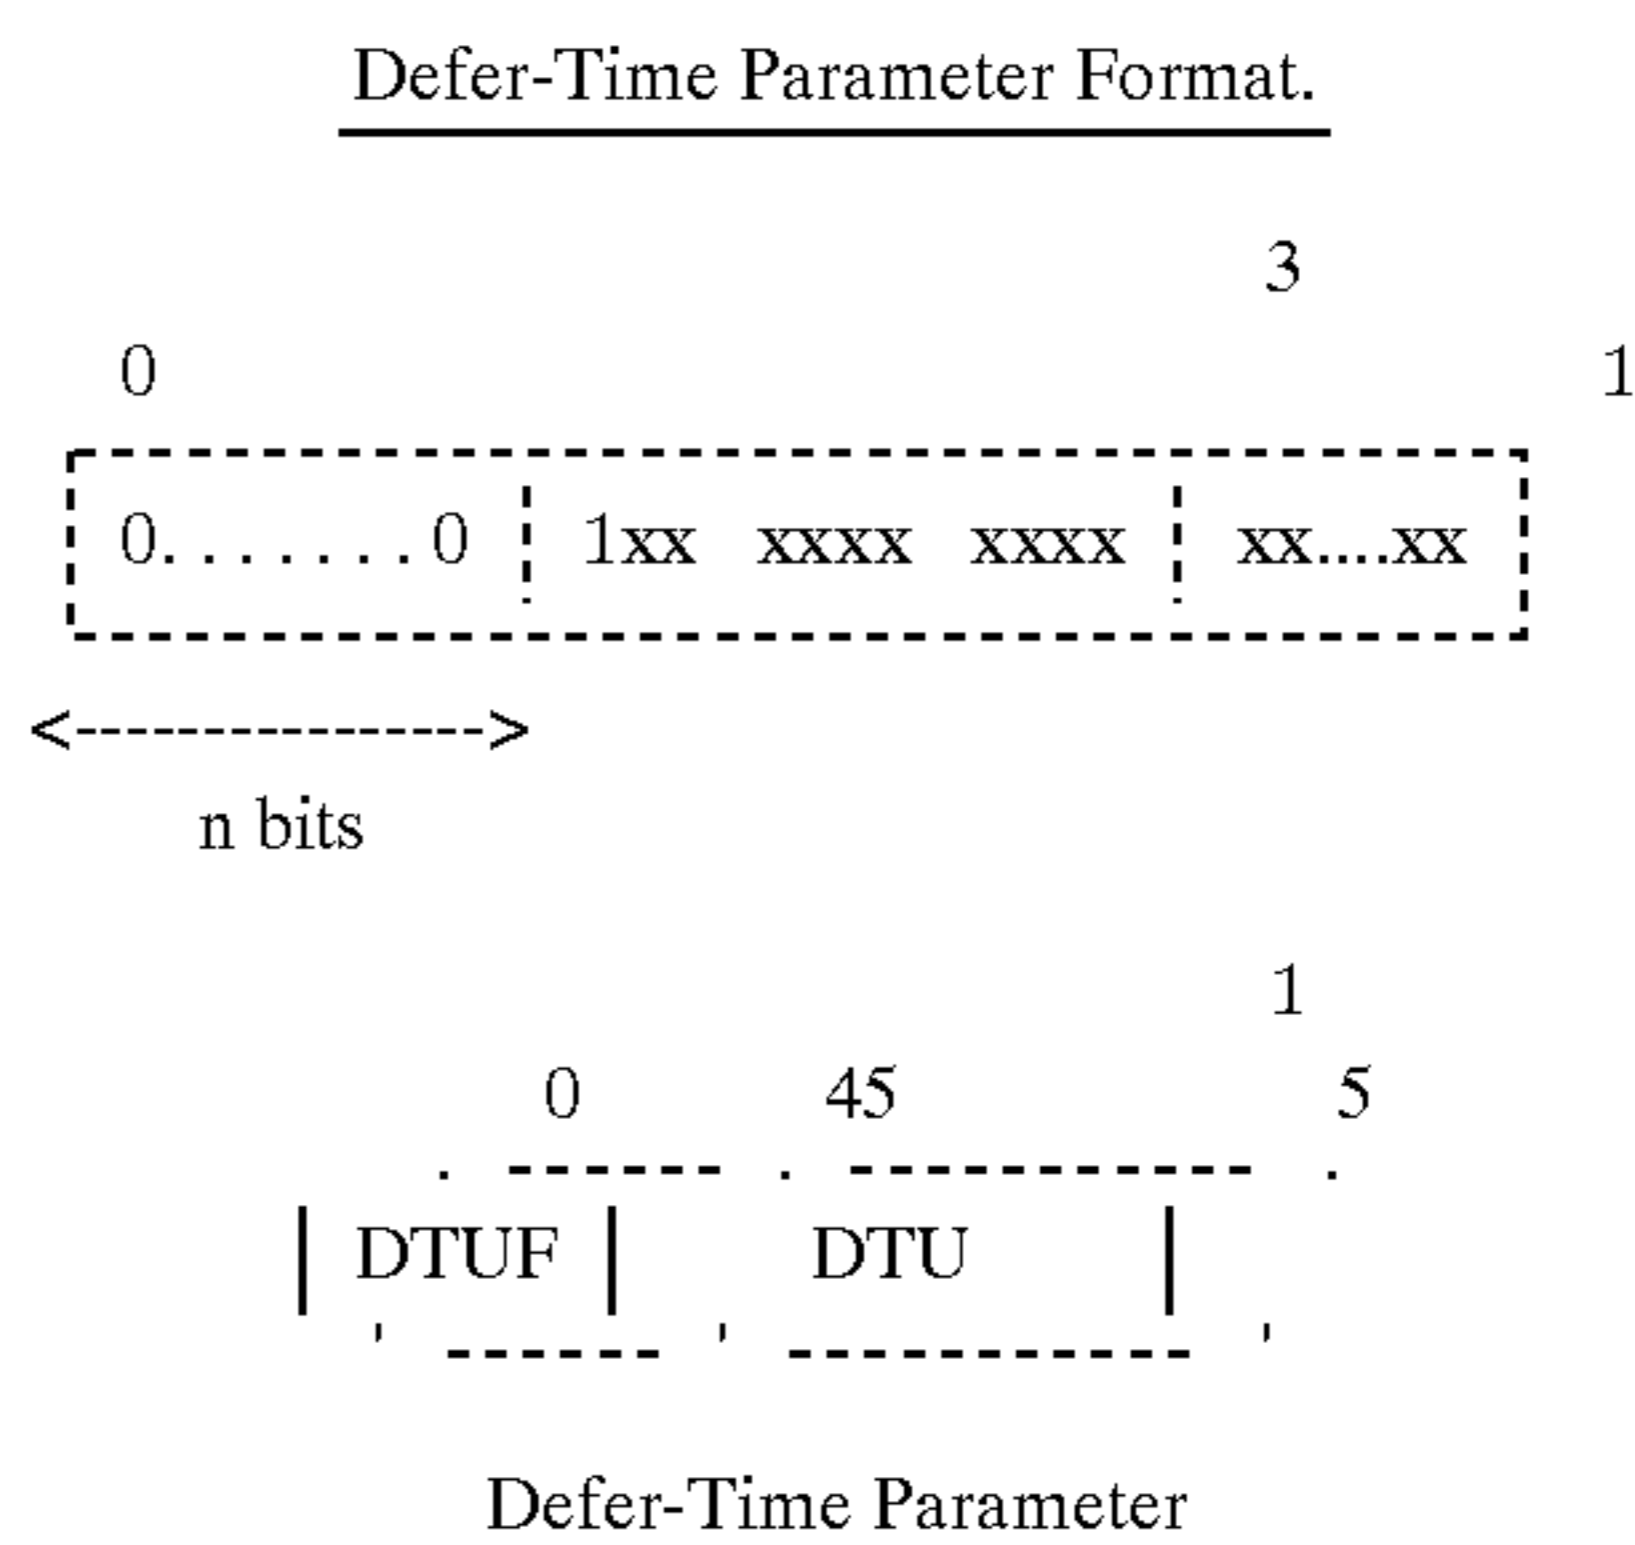 Defer-Time Parameter Format.
3
0 1
0.......0 1xx xxxx xxxx xx....xx
n bits
1
0 45 5
DTUF DTU
Defer-Time Parameter